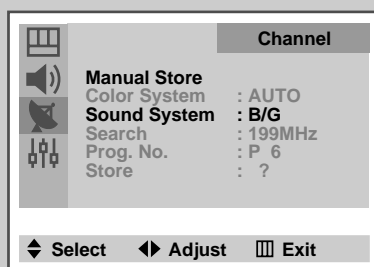 Channel
Manual Store
Color System : AUTO
Sound System : B/G
Search : 199MHz
Prog. No. : P 6
Store : ?
Select Adjust Exit